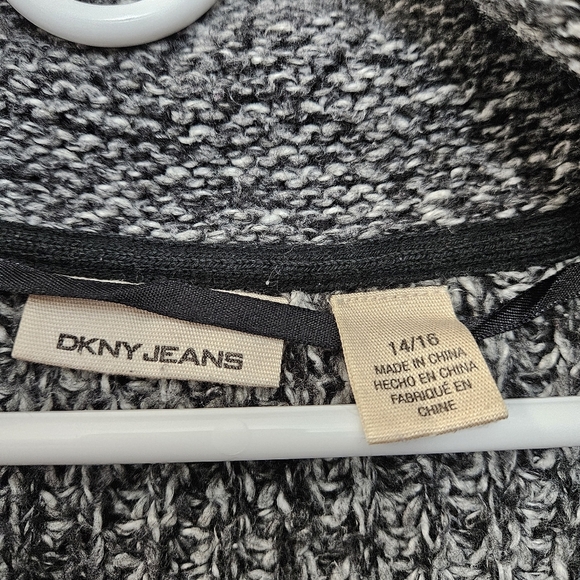 DKNY JEANS
14/16
MADE IN CHINA
HECHO EN CHINA
FABRIQUÉ EN
CHINE